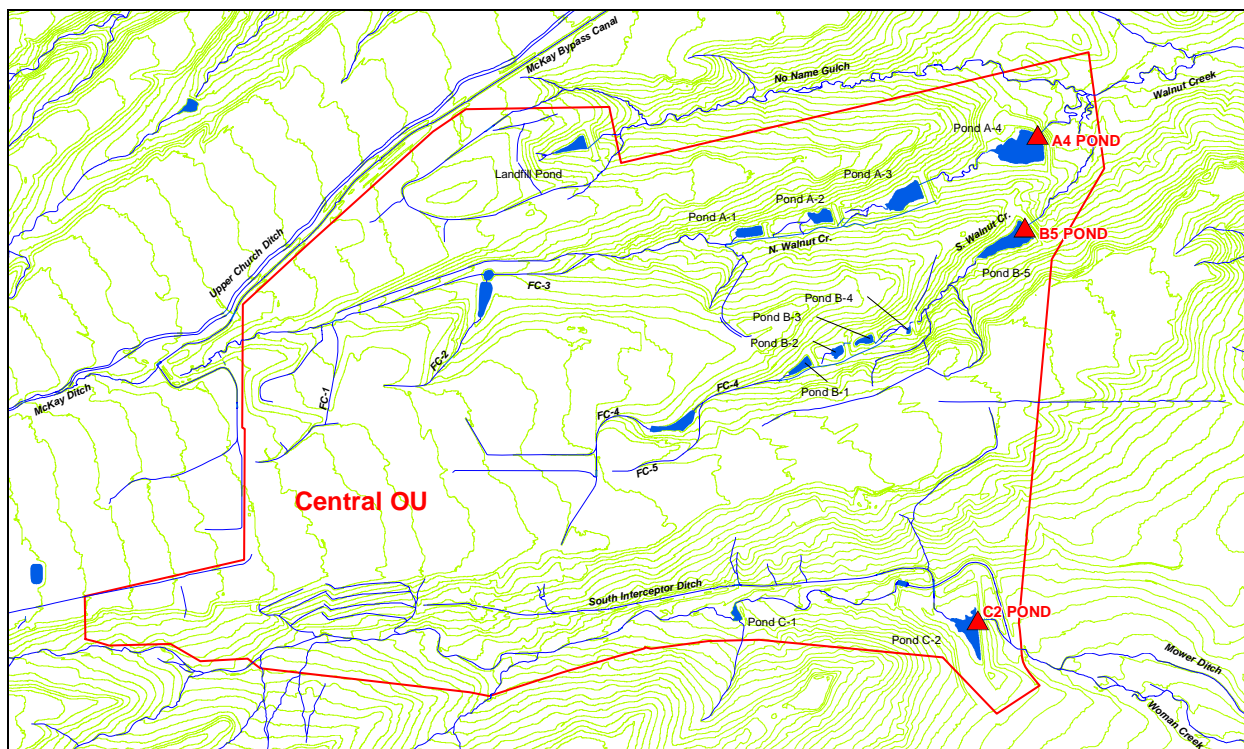 McKay Bypass Canal
No Name Gulch
Walnut Creek
Pond A-4
A4 POND
Landfill Pond
Pond A-3
Pond A-2
Pond A-1
N. Walnut Cr.
S. Walnut Cr.
B5 POND
Pond B-5
Upper Church Ditch
FC-3
Pond B-4
Pond B-3
Pond B-2
FC-2
McKay Ditch
FC-1
FC-4
Pond B-1
FC-4
FC-5
Central OU
South Interceptor Ditch
C2 POND
Pond C-1
Pond C-2
Mower Ditch
Woman Creek